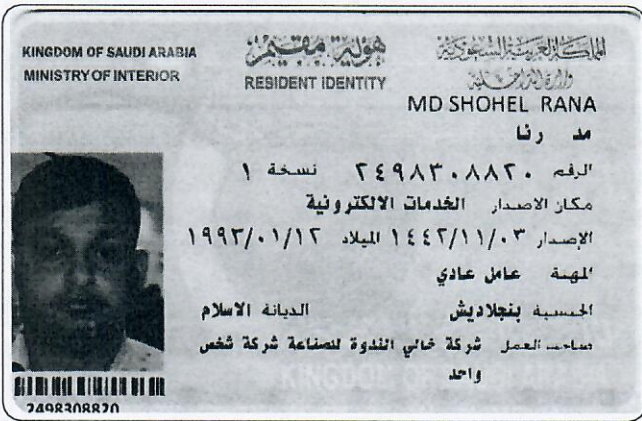 KINGDOM OF SAUDI ARABIA
MINISTRY OF INTERIOR
هوية مقيم
RESIDENT IDENTITY
المملكة العربية السعودية
وزارة الداخلية
MD SHOHEL RANA
مد رنا
الرقم ٢٤٩٨٣٠٨٨٢٠ نسخة ١
مكان الاصدار الخدمات الالكترونية
الإصدار ١٤٤٢/١١/٠٣ الميلاد ١٩٩٢/٠١/١٢
المهنة عامل عادي
الجنسية بنجلاديش الديانة الاسلام
صاحب العمل شركة خالي الندوة للصناعة شركة شخص
واحد
2498308820